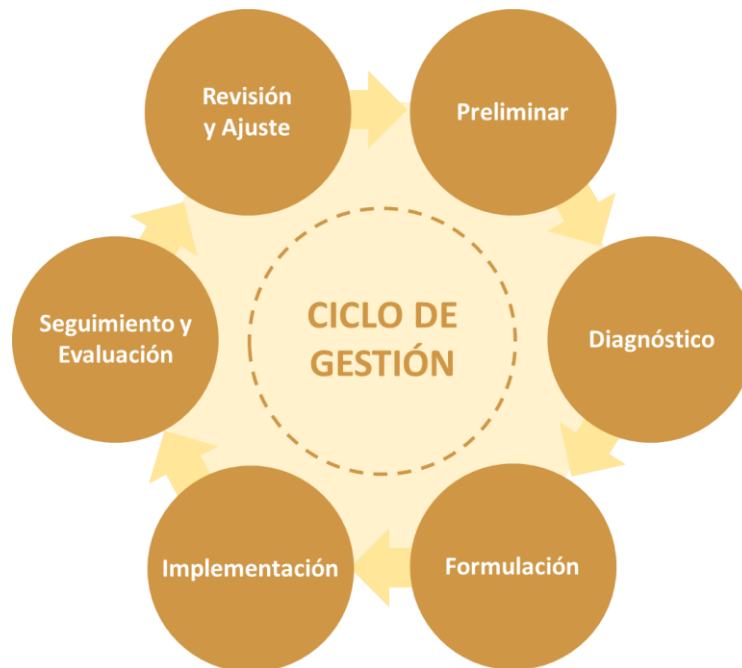 Revisión
y Ajuste
Preliminar
Seguimiento y
Evaluación
CICLO DE
GESTIÓN
Diagnóstico
Implementación
Formulación